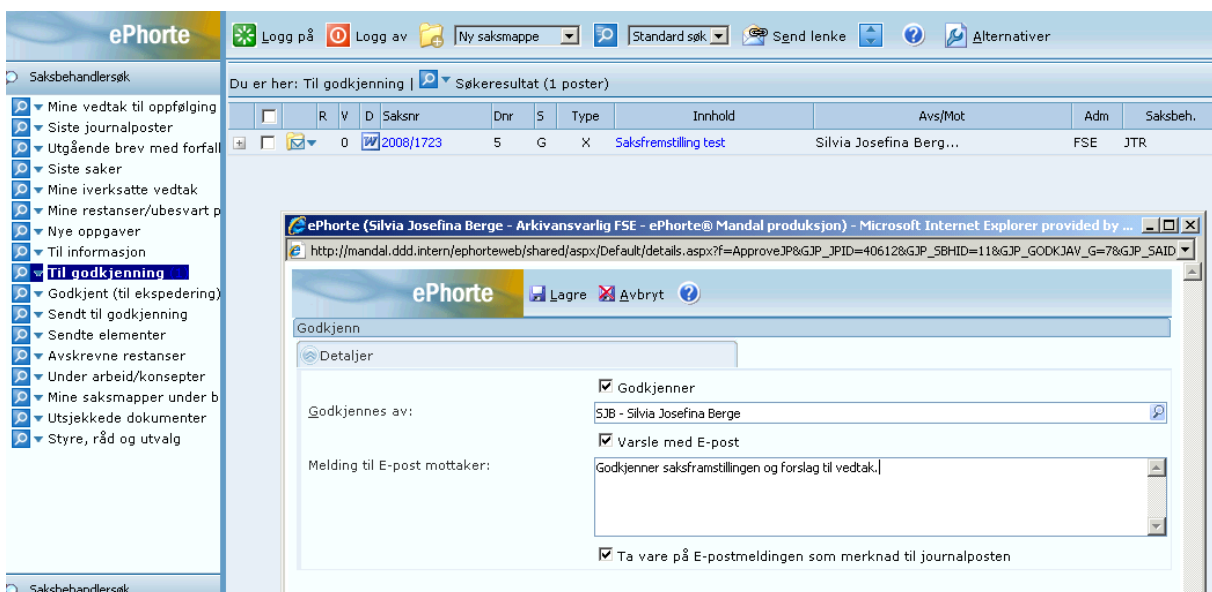 ePhorte
Logg på Logg av Ny saksmappe Standard søk Send lenke Alternativer
Saksbehandlersøk
Du er her: Til godkjenning | Søkeresultat (1 poster)
Mine vedtak til oppfølging
Siste journalposter
Utgående brev med forfall
Siste saker
Mine iverksatte vedtak
Mine restanser/ubesvart p
Nye oppgaver
Til informasjon
Til godkjenning
Godkjent (til ekspedering)
Sendt til godkjenning
Sendte elementer
Avskrevne restanser
Under arbeid/konsepter
Mine saksmapper under b
Utsjekkede dokumenter
Styre, råd og utvalg
Saksbehandlersøk
R V D Saksnr Dnr S Type Innhold Avs/Mot Adm Saksbeh.
0 2008/1723 5 G X Saksfremstilling test Silvia Josefina Berg... FSE JTR
ePhorte (Silvia Josefina Berge - Arkivansvarlig FSE - ePhorte® Mandal produksjon) - Microsoft Internet Explorer provided by ...
http://mandal.ddd.intern/ephorteweb/shared/aspx/Default/details.aspx?f=ApproveJP&GJP_JPID=40612&GJP_SBHID=11&GJP_GODKJAV_G=7&GJP_SAID
ePhorte Lagre Avbryt
Godkjenn
Detaljer
Godkjenner
Godkjennes av: SJB - Silvia Josefina Berge
Varsle med E-post
Melding til E-post mottaker: Godkjenner saksframstillingen og forslag til vedtak.
Ta vare på E-postmeldingen som merknad til journalposten